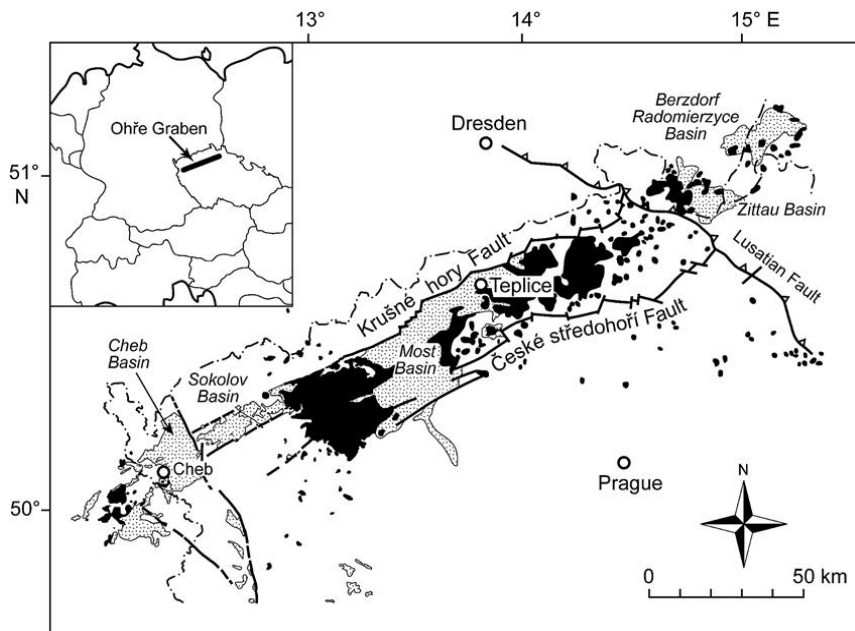 13°
14°
15° E
51°
N
50°
Ohře Graben
Dresden
Berzdorf
Radomierzyce
Basin
Zittau Basin
Lusatian Fault
Krušné hory Fault
Teplice
České středohoří Fault
Most
Basin
Cheb
Basin
Sokolov
Basin
Cheb
Prague
N
0 50 km